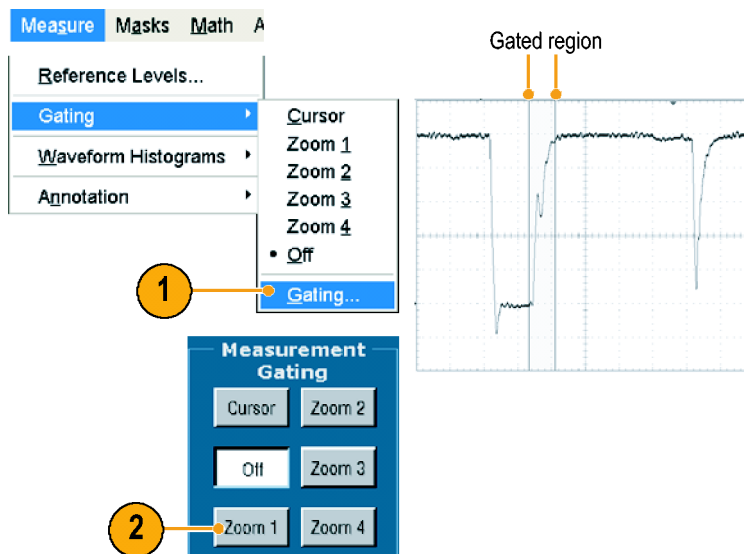 Measure Masks Math A
Reference Levels...
Gating
Waveform Histograms
Annotation
Cursor
Zoom 1
Zoom 2
Zoom 3
Zoom 4
• Off
Gating...
Gated region
1
Measurement
Gating
Cursor Zoom 2
Off Zoom 3
Zoom 1 Zoom 4
2